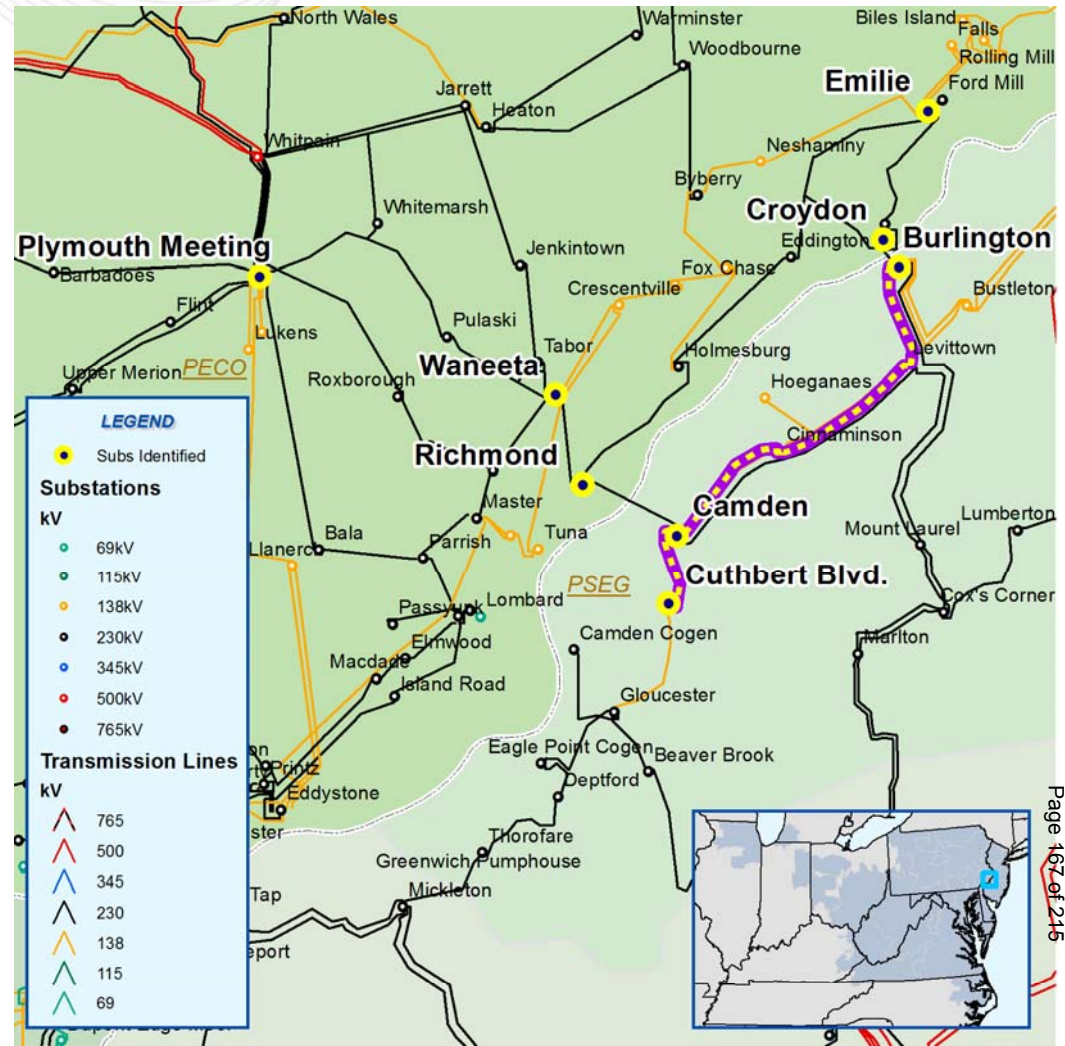 North Wales
Warminster
Biles Island
Falls
Woodbourne
Rolling Mill
Emilie
Ford Mill
Jarrett
Heaton
Whitpain
Neshaminy
Byberry
Whitemarsh
Croydon
Plymouth Meeting
Eddington
Burlington
Jenkintown
Barbadoes
Fox Chase
Crescentville
Bustleton
Flint
Lukens
Pulaski
Tabor
Levittown
Holmesburg
Waneeta
Upper Merion
PECO
Roxborough
Hoeganaes
Cinnaminson
Richmond
Master
Camden
Lumberton
Tuna
Mount Laurel
Bala
Parrish
Llanerc
PSEG
Cuthbert Blvd.
Passyunk
Lombard
Cox's Corner
Camden Cogen
Elmwood
Marlton
Macdade
Island Road
Gloucester
Eagle Point Cogen
Beaver Brook
Printz
Deptford
Eddystone
ster
Thorofare
Greenwich Pumphouse
Mickleton
Tap
eport
LEGEND
Subs Identified
Substations
kV
69kV
115kV
138kV
230kV
345kV
500kV
765kV
Transmission Lines
kV
765
500
345
230
138
115
69
Page 167 of 215